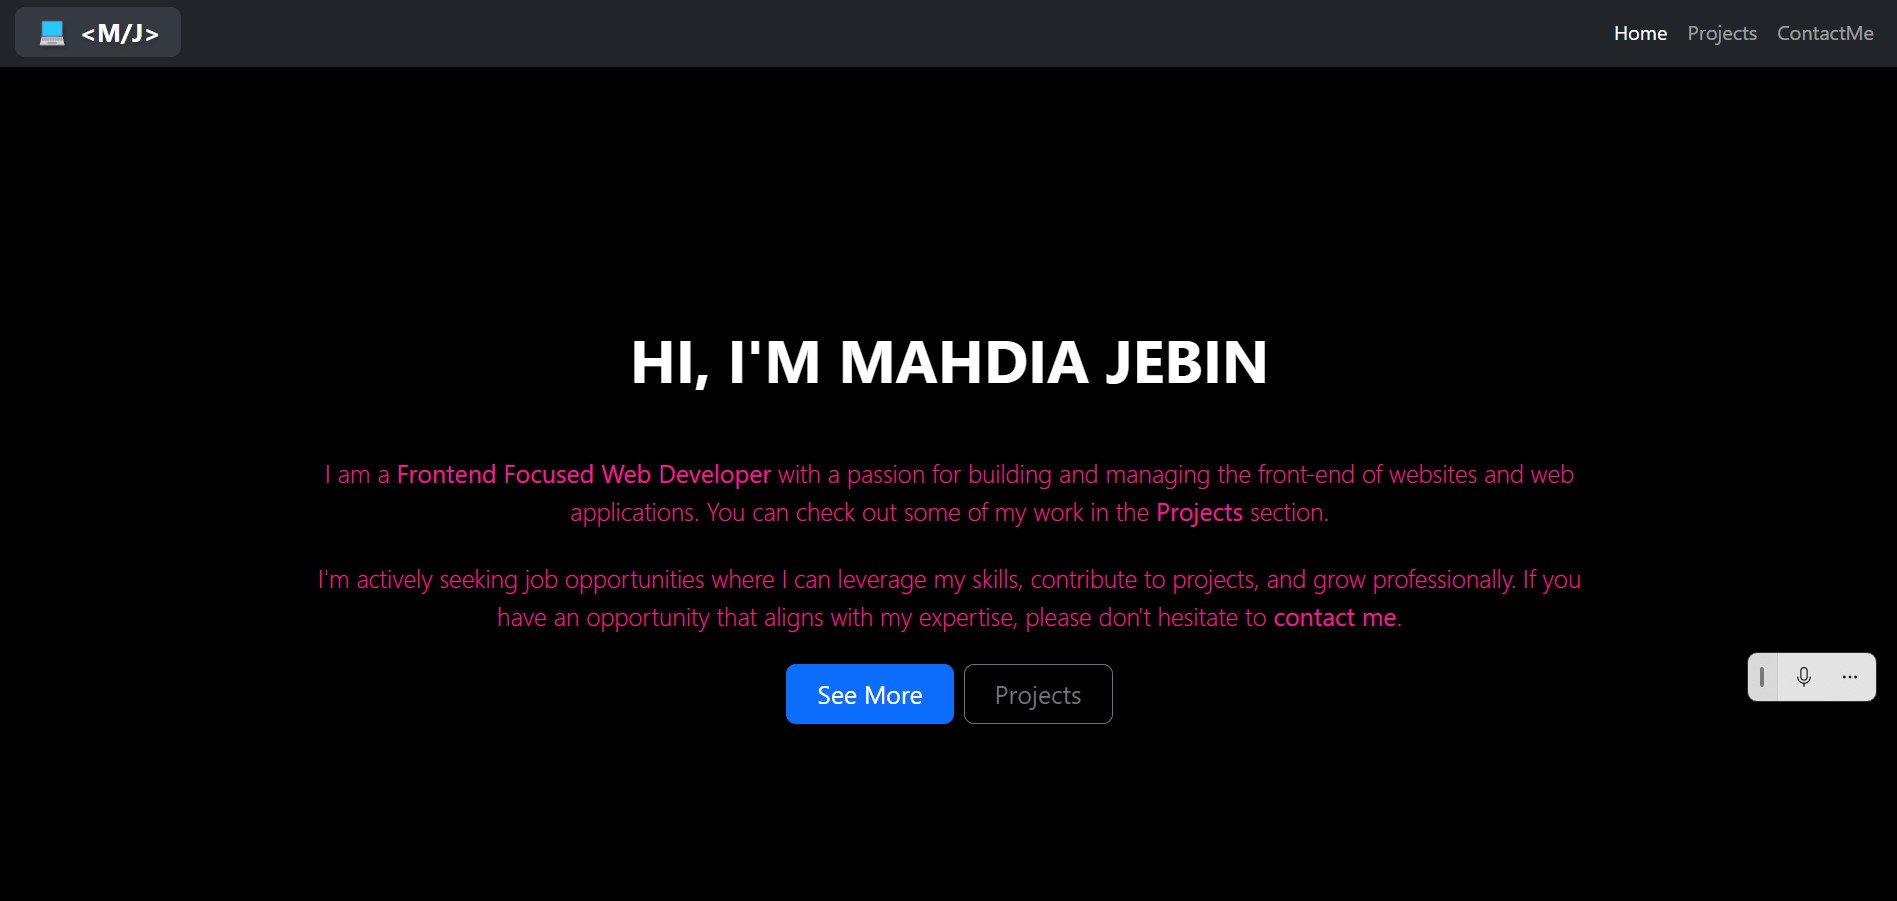 <M/J>
Home Projects ContactMe
HI, I'M MAHDIA JEBIN
I am a Frontend Focused Web Developer with a passion for building and managing the front-end of websites and web
applications. You can check out some of my work in the Projects section.
I'm actively seeking job opportunities where I can leverage my skills, contribute to projects, and grow professionally. If you
have an opportunity that aligns with my expertise, please don't hesitate to contact me.
See More Projects